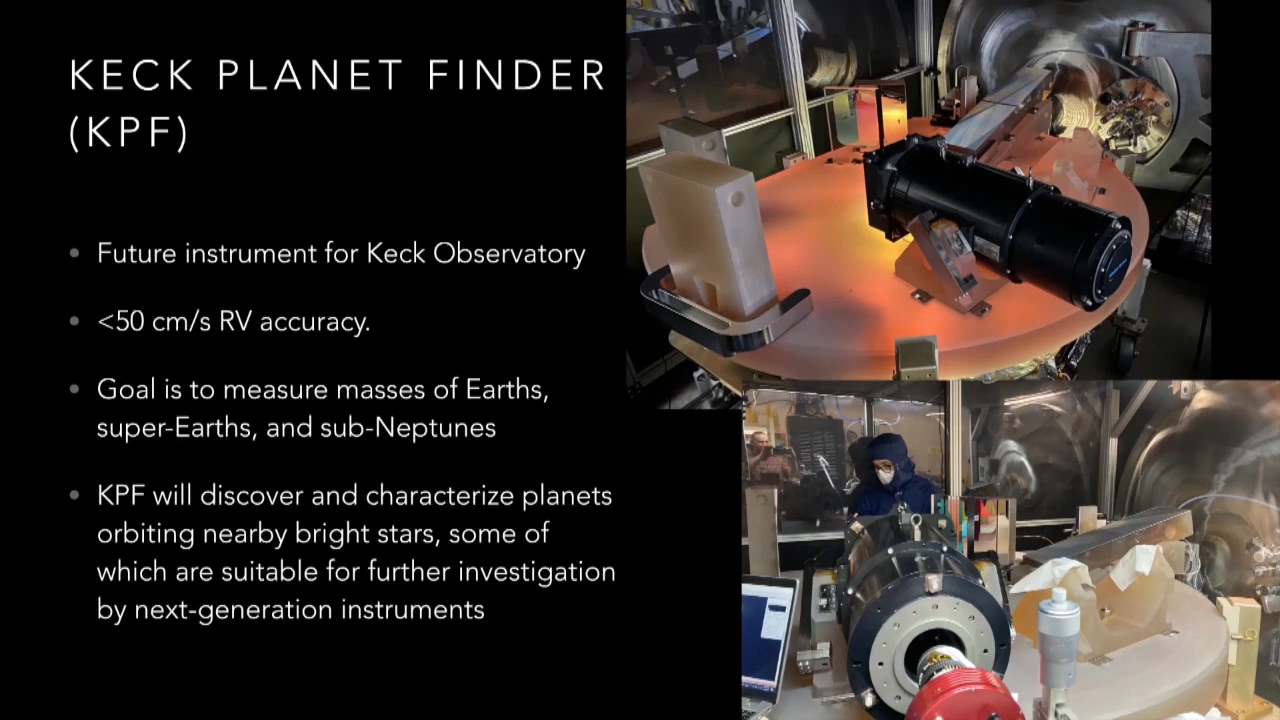 KECK PLANET FINDER
(KPF)
• Future instrument for Keck Observatory
• <50 cm/s RV accuracy.
• Goal is to measure masses of Earths,
super-Earths, and sub-Neptunes
• KPF will discover and characterize planets
orbiting nearby bright stars, some of
which are suitable for further investigation
by next-generation instruments